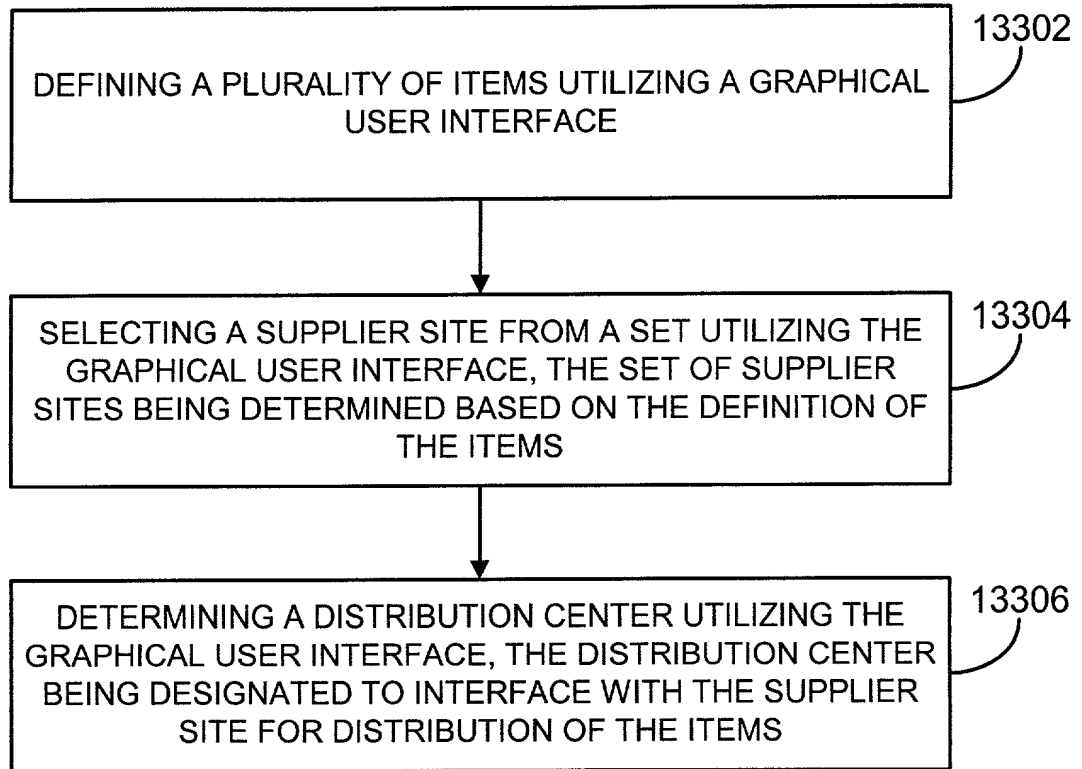 13302
DEFINING A PLURALITY OF ITEMS UTILIZING A GRAPHICAL
USER INTERFACE
13304
SELECTING A SUPPLIER SITE FROM A SET UTILIZING THE
GRAPHICAL USER INTERFACE, THE SET OF SUPPLIER
SITES BEING DETERMINED BASED ON THE DEFINITION OF
THE ITEMS
13306
DETERMINING A DISTRIBUTION CENTER UTILIZING THE
GRAPHICAL USER INTERFACE, THE DISTRIBUTION CENTER
BEING DESIGNATED TO INTERFACE WITH THE SUPPLIER
SITE FOR DISTRIBUTION OF THE ITEMS